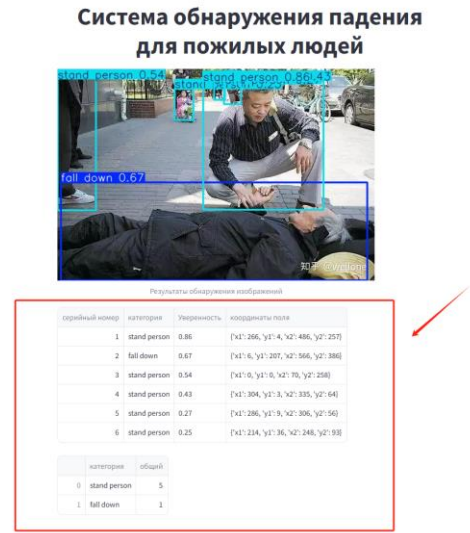 Система обнаружения падения
для пожилых людей
stand person 0.54
stand person 0.86
0.43
fall down 0.67
知乎 @vicdone
Результаты обнаружения изображений
серийный номер категория Уверенность координаты поля
1 stand person 0.86 {'x1': 266, 'y1': 4, 'x2': 486, 'y2': 257}
2 fall down 0.67 {'x1': 6, 'y1': 207, 'x2': 566, 'y2': 386}
3 stand person 0.54 {'x1': 0, 'y1': 0, 'x2': 70, 'y2': 258}
4 stand person 0.43 {'x1': 304, 'y1': 3, 'x2': 335, 'y2': 64}
5 stand person 0.27 {'x1': 286, 'y1': 9, 'x2': 306, 'y2': 56}
6 stand person 0.25 {'x1': 214, 'y1': 36, 'x2': 248, 'y2': 93}
категория общий
0 stand person 5
1 fall down 1